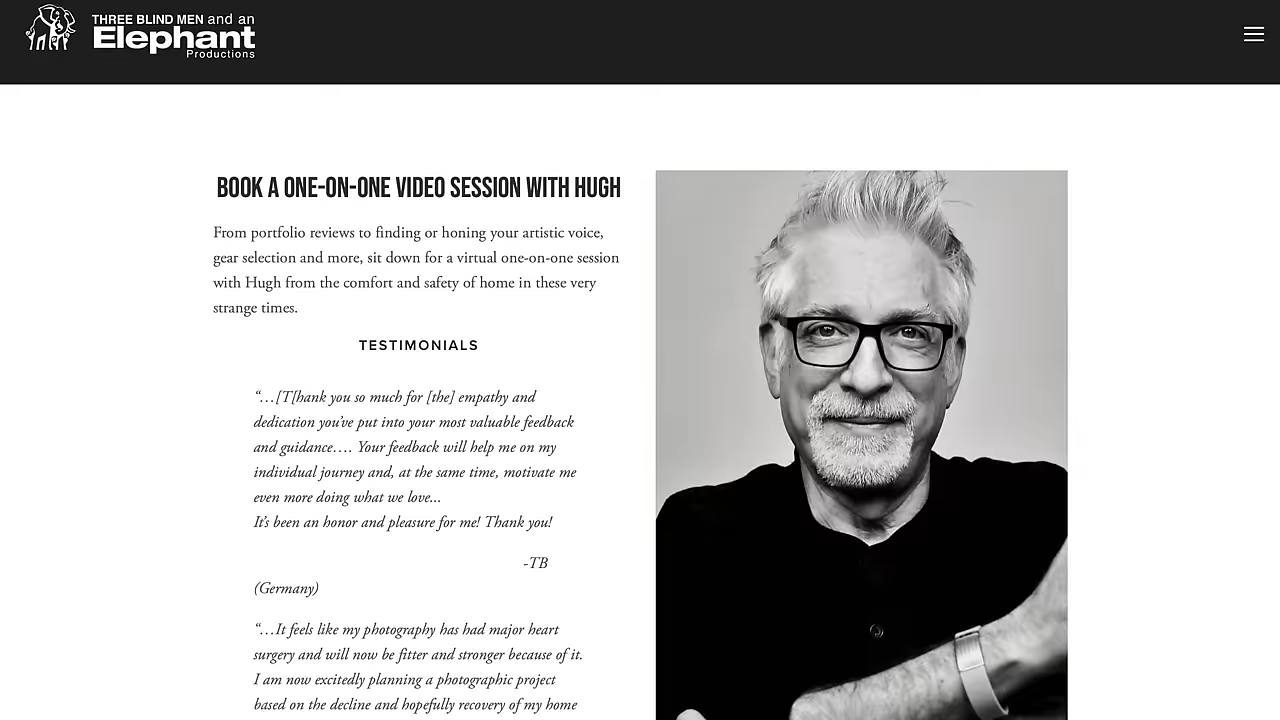 THREE BLIND MEN and an
Elephant
Productions
BOOK A ONE-ON-ONE VIDEO SESSION WITH HUGH
From portfolio reviews to finding or honing your artistic voice,
gear selection and more, sit down for a virtual one-on-one session
with Hugh from the comfort and safety of home in these very
strange times.
TESTIMONIALS
“…[T[hank you so much for [the] empathy and
dedication you’ve put into your most valuable feedback
and guidance…. Your feedback will help me on my
individual journey and, at the same time, motivate me
even more doing what we love...
It’s been an honor and pleasure for me! Thank you!
-TB
(Germany)
“…It feels like my photography has had major heart
surgery and will now be fitter and stronger because of it.
I am now excitedly planning a photographic project
based on the decline and hopefully recovery of my home